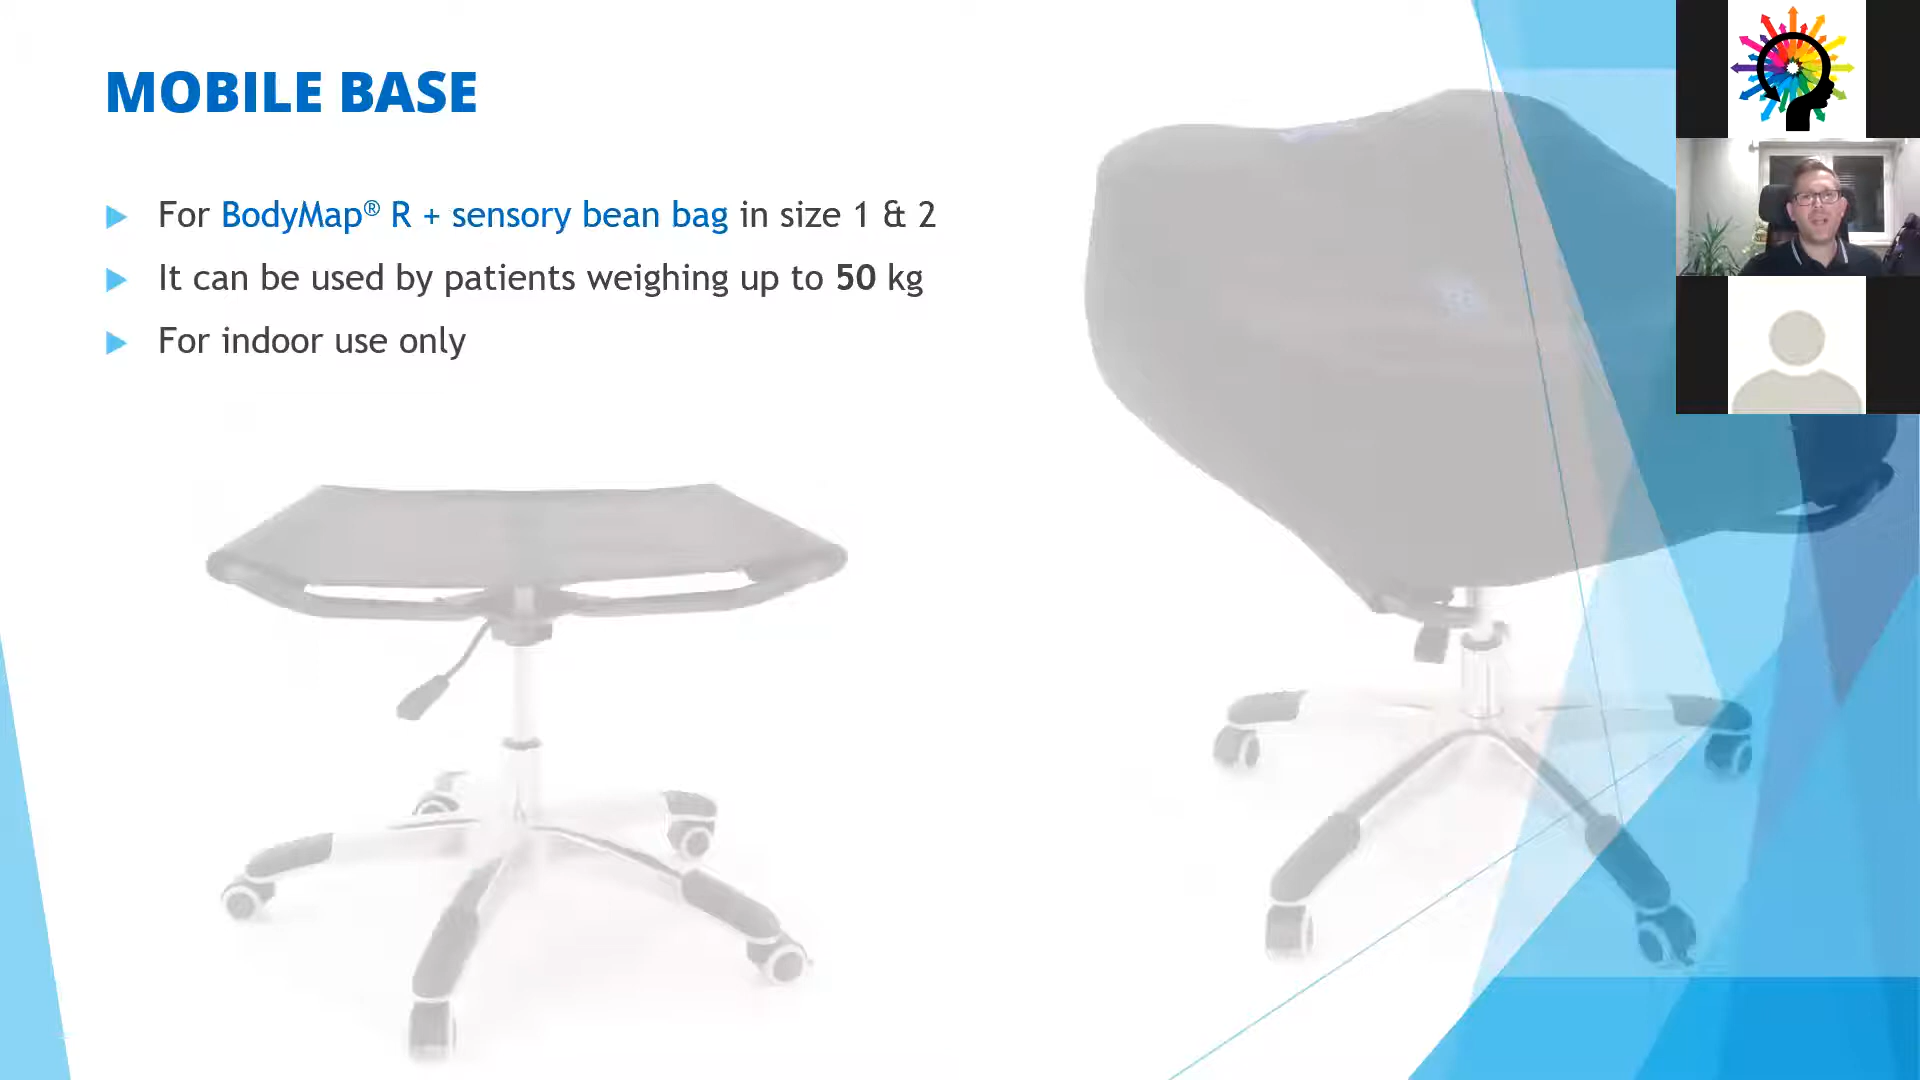 MOBILE BASE
For BodyMap® R + sensory bean bag in size 1 & 2
It can be used by patients weighing up to 50 kg
For indoor use only